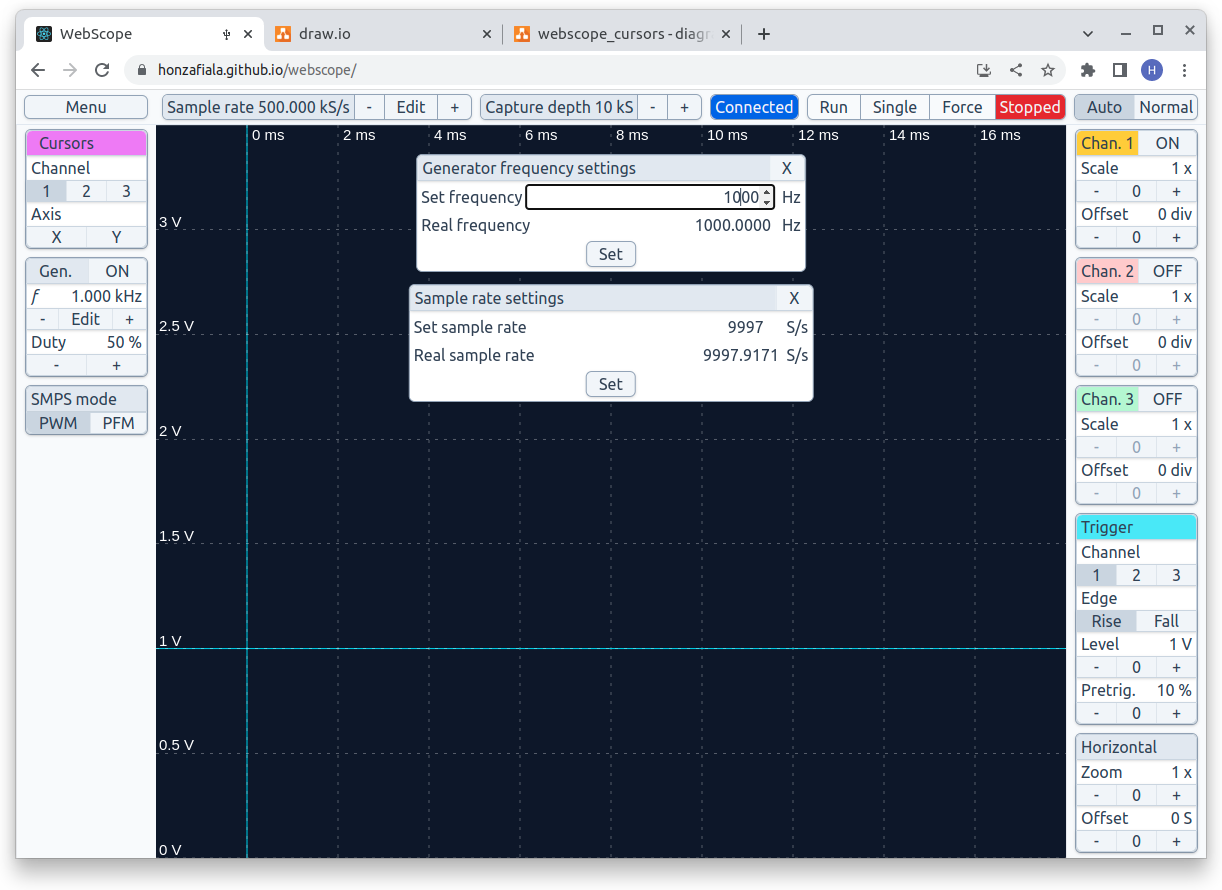 WebScope
draw.io
webscope_cursors - diagr
honzafiala.github.io/webscope/
H
Menu
Sample rate 500.000 kS/s - Edit +
Capture depth 10 kS - +
Connected
Run Single Force Stopped
Auto Normal
Cursors
Channel
1 2 3
Axis
X Y
Gen. ON
f 1.000 kHz
- Edit +
Duty 50 %
- +
SMPS mode
PWM PFM
0 ms 2 ms 4 ms 6 ms 8 ms 10 ms 12 ms 14 ms 16 ms
3 V
2.5 V
2 V
1.5 V
1 V
0.5 V
0 V
Generator frequency settings X
Set frequency 1000 Hz
Real frequency 1000.0000 Hz
Set
Sample rate settings X
Set sample rate 9997 S/s
Real sample rate 9997.9171 S/s
Set
Chan. 1 ON
Scale 1 x
- 0 +
Offset 0 div
- 0 +
Chan. 2 OFF
Scale 1 x
- 0 +
Offset 0 div
- 0 +
Chan. 3 OFF
Scale 1 x
- 0 +
Offset 0 div
- 0 +
Trigger
Channel
1 2 3
Edge
Rise Fall
Level 1 V
- 0 +
Pretrig. 10 %
- 0 +
Horizontal
Zoom 1 x
- 0 +
Offset 0 S
- 0 +